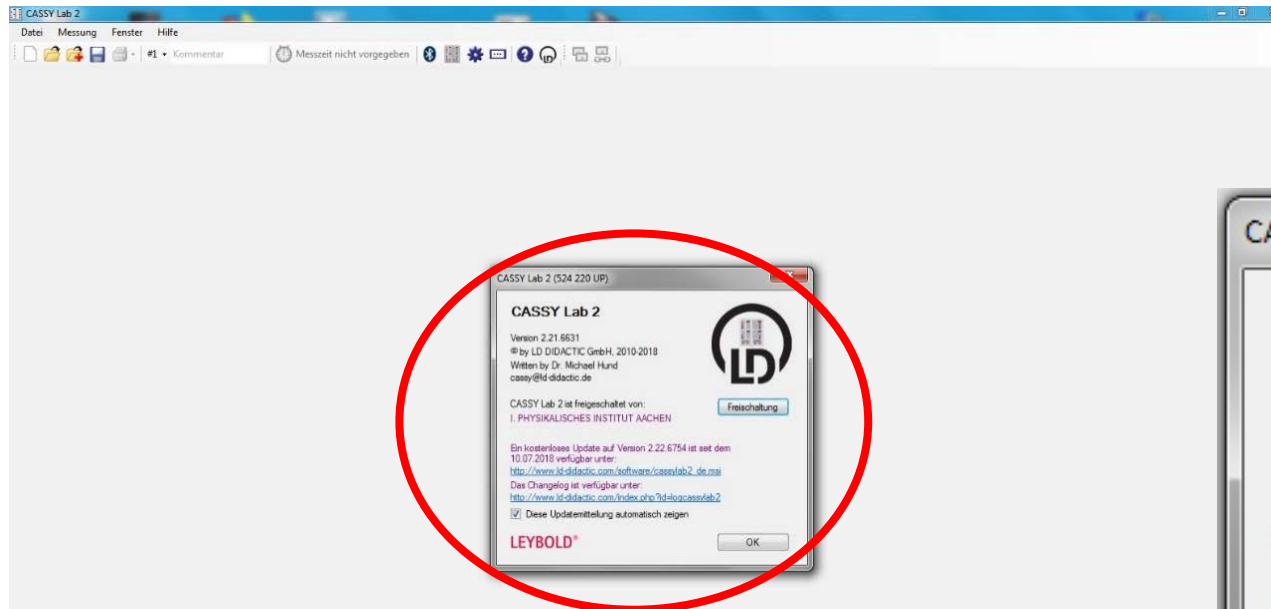 CASSY Lab 2
Datei Messung Fenster Hilfe
#1 Kommentar Messzeit nicht vorgegeben
CASSY Lab 2 (524 220 UP)
CASSY Lab 2
Version 2.21.6631
© by LD DIDACTIC GmbH, 2010-2018
Written by Dr. Michael Hund
cassy@ld-didactic.de
LD
CASSY Lab 2 ist freigeschaltet von:
I. PHYSIKALISCHES INSTITUT AACHEN
Freischaltung
Ein kostenloses Update auf Version 2.22.6754 ist seit dem
10.07.2018 verfügbar unter:
http://www.ld-didactic.com/software/cassylab2_de.msi
Das Changelog ist verfügbar unter:
http://www.ld-didactic.com/index.php?id=logcassylab2
Diese Updatemitteilung automatisch zeigen
LEYBOLD®
OK
CA